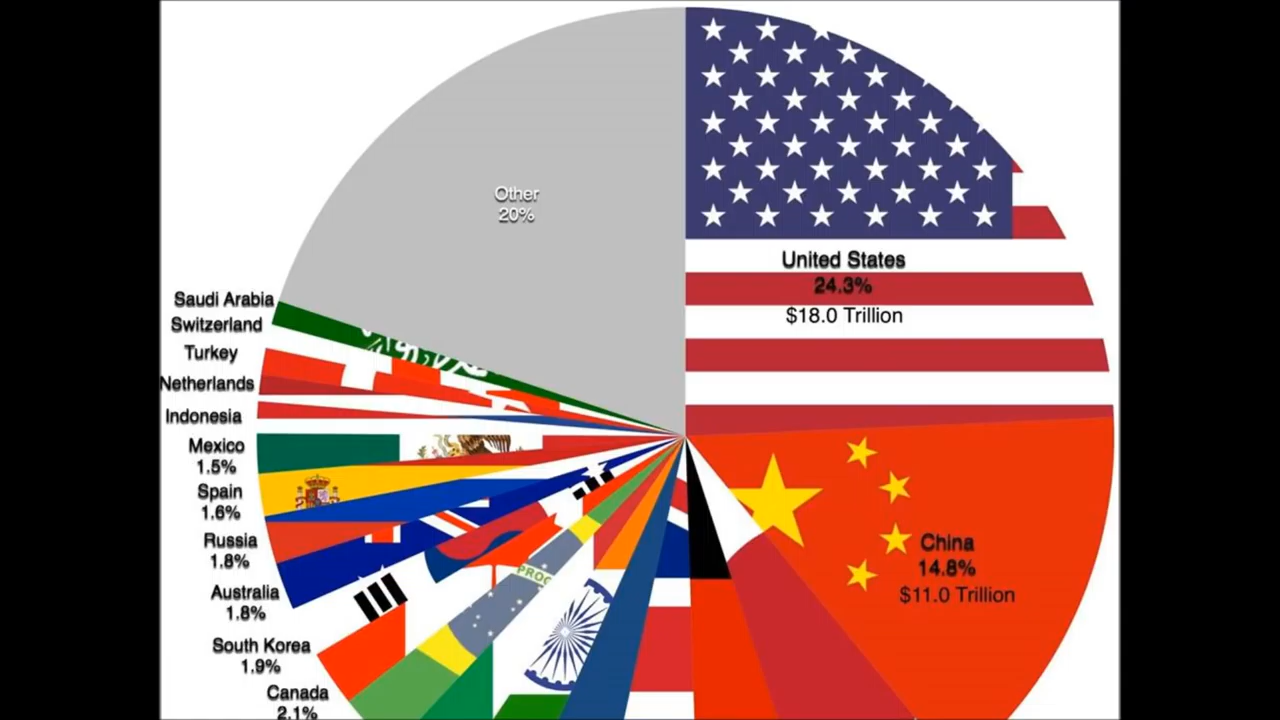 Other
20%
United States
24.3%
$18.0 Trillion
Saudi Arabia
Switzerland
Turkey
Netherlands
Indonesia
Mexico
1.5%
Spain
1.6%
Russia
1.8%
Australia
1.8%
South Korea
1.9%
Canada
2.1%
China
14.8%
$11.0 Trillion
PROG